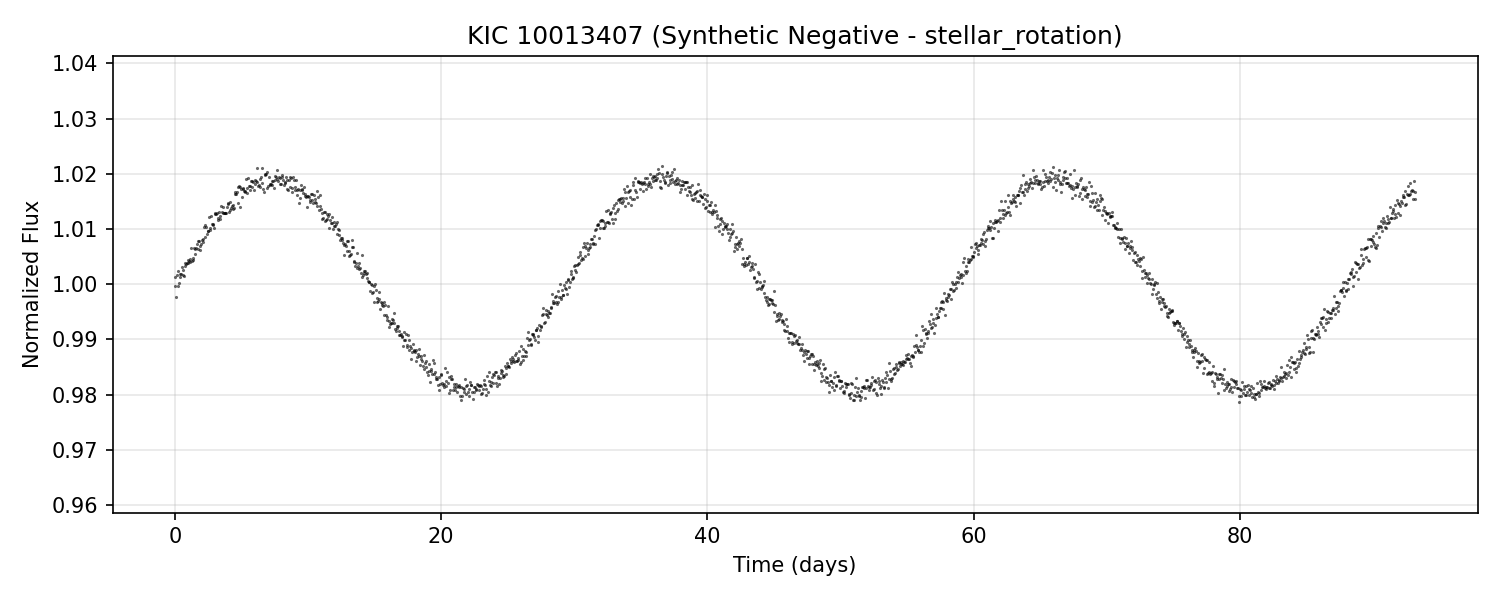 KIC 10013407 (Synthetic Negative - stellar_rotation)
1.04
1.03
1.02
1.01
1.00
0.99
0.98
0.97
0.96
Normalized Flux
0 20 40 60 80
Time (days)